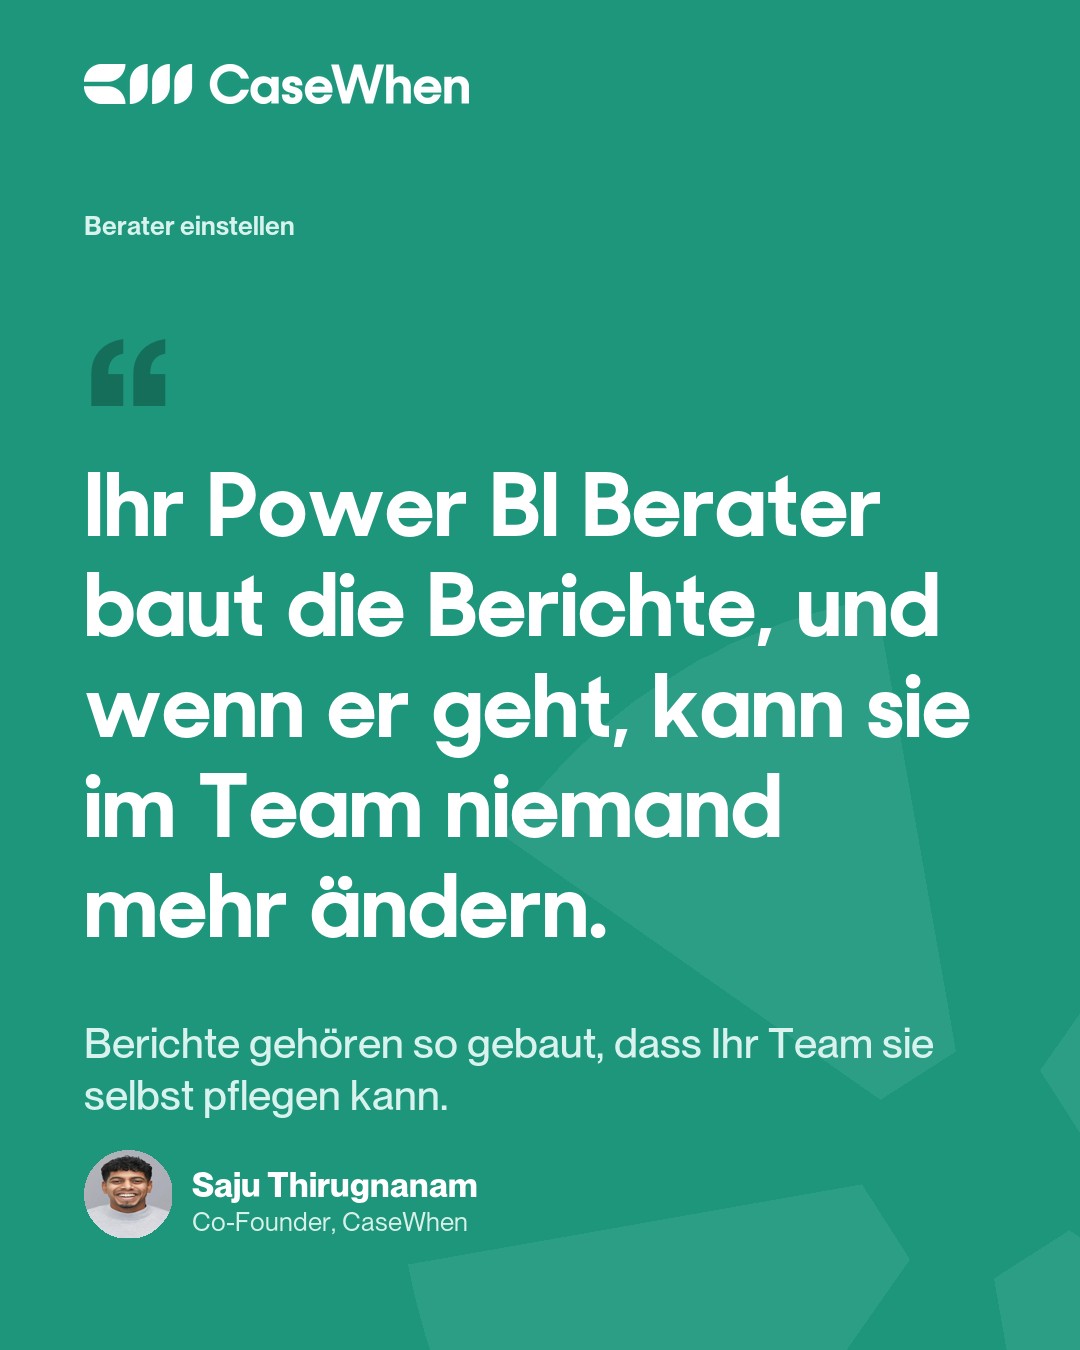 CaseWhen
Berater einstellen
“
Ihr Power BI Berater
baut die Berichte, und
wenn er geht, kann sie
im Team niemand
mehr ändern.
Berichte gehören so gebaut, dass Ihr Team sie
selbst pflegen kann.
Saju Thirugnanam
Co-Founder, CaseWhen